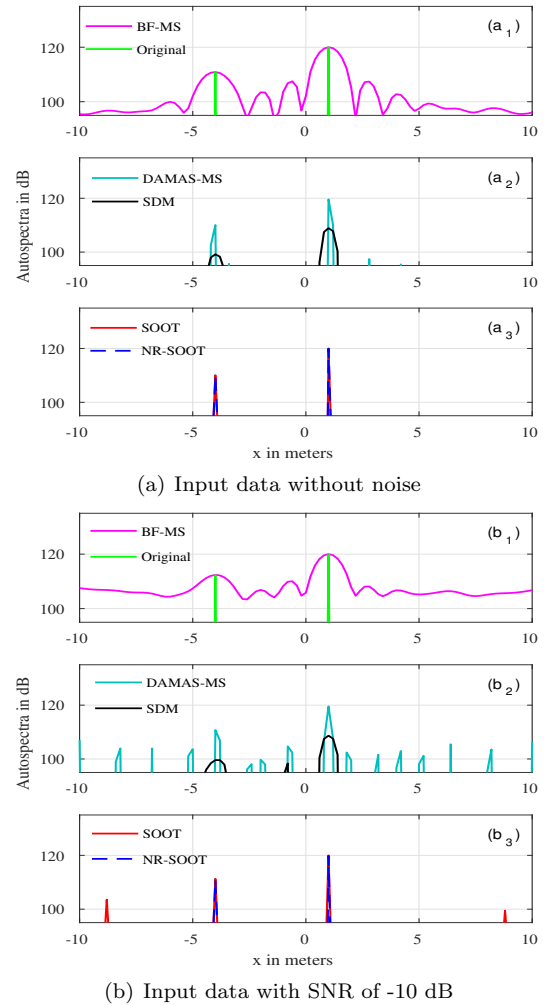 BF-MS
Original
(a1)
120
100
-10 -5 0 5 10
Autospectra in dB
DAMAS-MS
SDM
(a2)
120
100
-10 -5 0 5 10
SOOT
NR-SOOT
(a3)
120
100
-10 -5 0 5 10
x in meters
(a) Input data without noise
BF-MS
Original
(b1)
120
100
-10 -5 0 5 10
Autospectra in dB
DAMAS-MS
SDM
(b2)
120
100
-10 -5 0 5 10
SOOT
NR-SOOT
(b3)
120
100
-10 -5 0 5 10
x in meters
(b) Input data with SNR of -10 dB